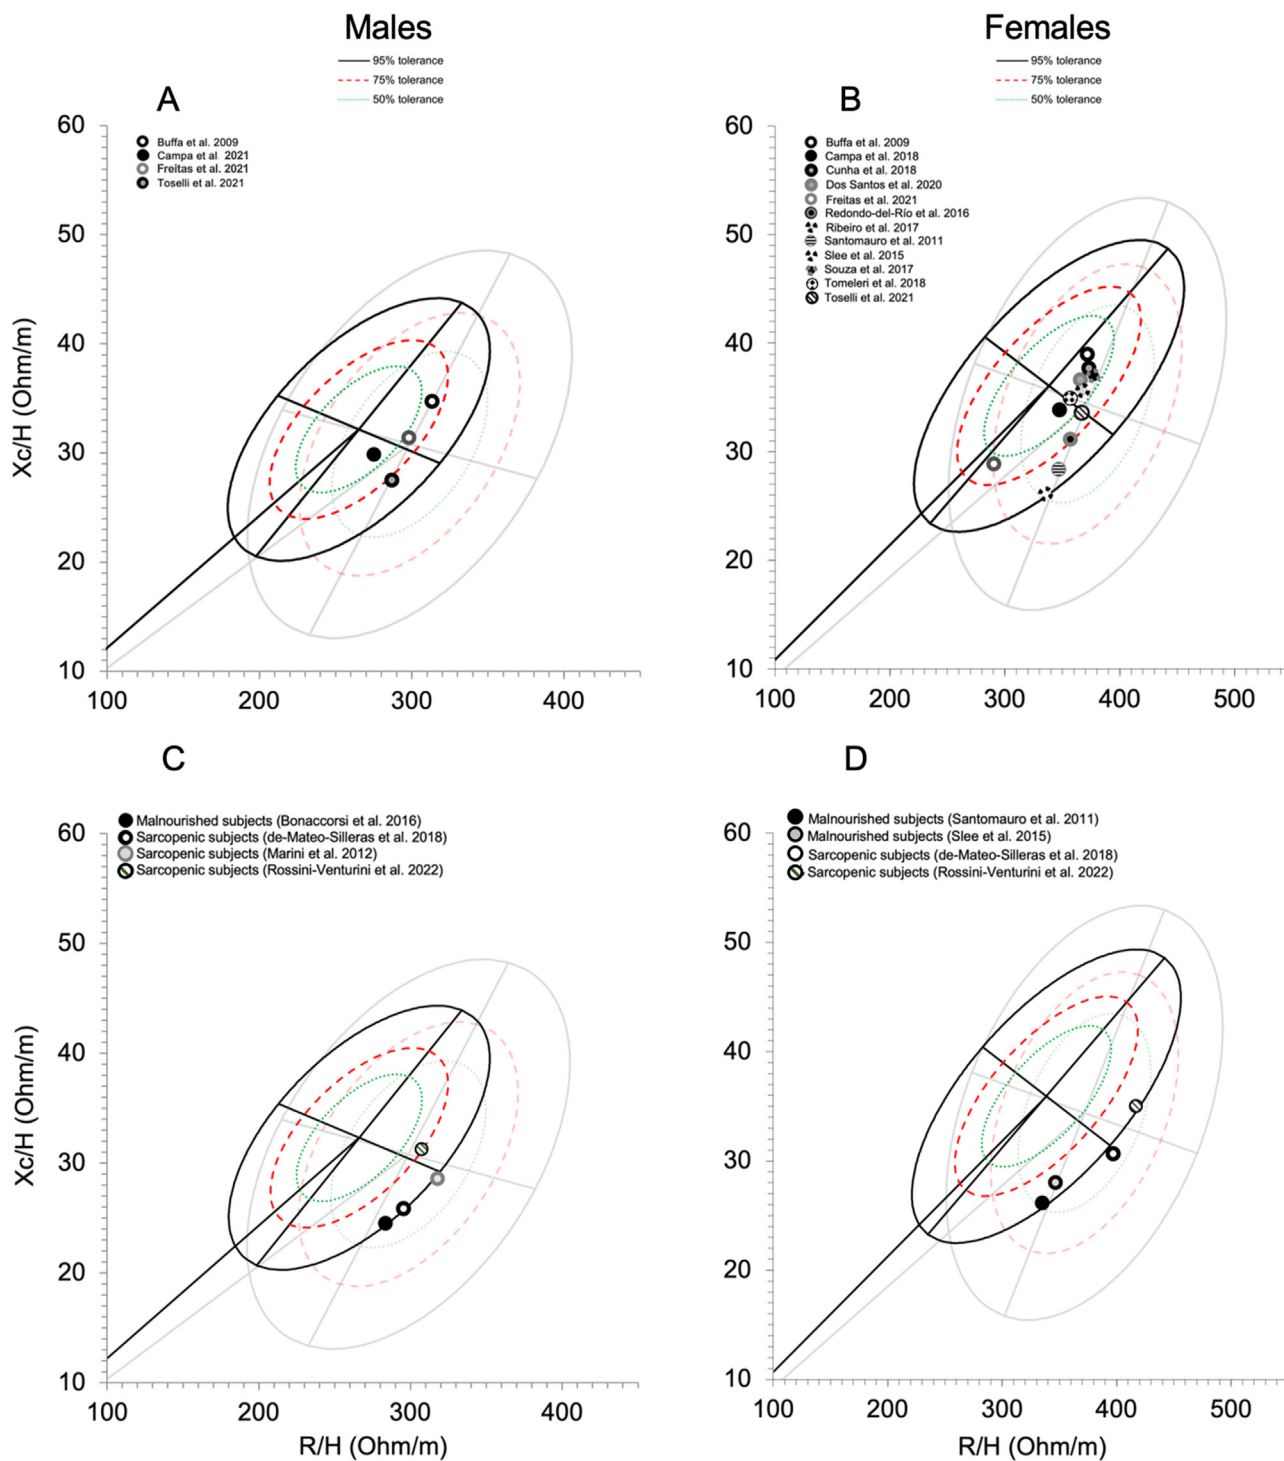 Males
95% tolerance
75% tolerance
50% tolerance
Females
95% tolerance
75% tolerance
50% tolerance
A
60
50
40
30
20
10
Xc/H (Ohm/m)
Buffa et al. 2009
Campa et al 2021
Freitas et al. 2021
Toselli et al. 2021
100
200
300
400
B
60
50
40
30
20
10
Buffa et al. 2009
Campa et al. 2018
Cunha et al. 2018
Dos Santos et al. 2020
Freitas et al. 2021
Redondo-del-Río et al. 2016
Ribeiro et al. 2017
Santomauro et al. 2011
Slee et al. 2015
Souza et al. 2017
Tomeleri et al. 2018
Toselli et al. 2021
100
200
300
400
500
C
60
50
40
30
20
10
Xc/H (Ohm/m)
Malnourished subjects (Bonaccorsi et al. 2016)
Sarcopenic subjects (de-Mateo-Silleras et al. 2018)
Sarcopenic subjects (Marini et al. 2012)
Sarcopenic subjects (Rossini-Venturini et al. 2022)
100
200
300
400
R/H (Ohm/m)
D
60
50
40
30
20
10
Malnourished subjects (Santomauro et al. 2011)
Malnourished subjects (Slee et al. 2015)
Sarcopenic subjects (de-Mateo-Silleras et al. 2018)
Sarcopenic subjects (Rossini-Venturini et al. 2022)
100
200
300
400
500
R/H (Ohm/m)